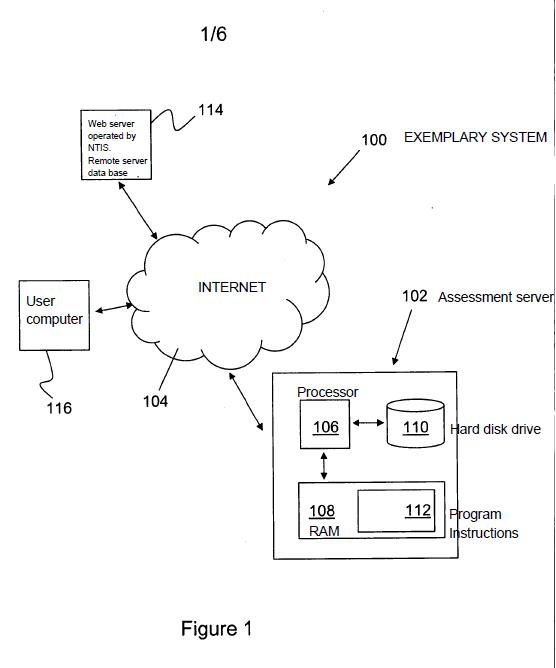 1/6
114
Web server
operated by
NTIS.
Remote server
data base
100 EXEMPLARY SYSTEM
INTERNET
User
computer
102 Assessment server
116
104
Processor
106
110
Hard disk drive
108
112
RAM
Program
Instructions
Figure 1